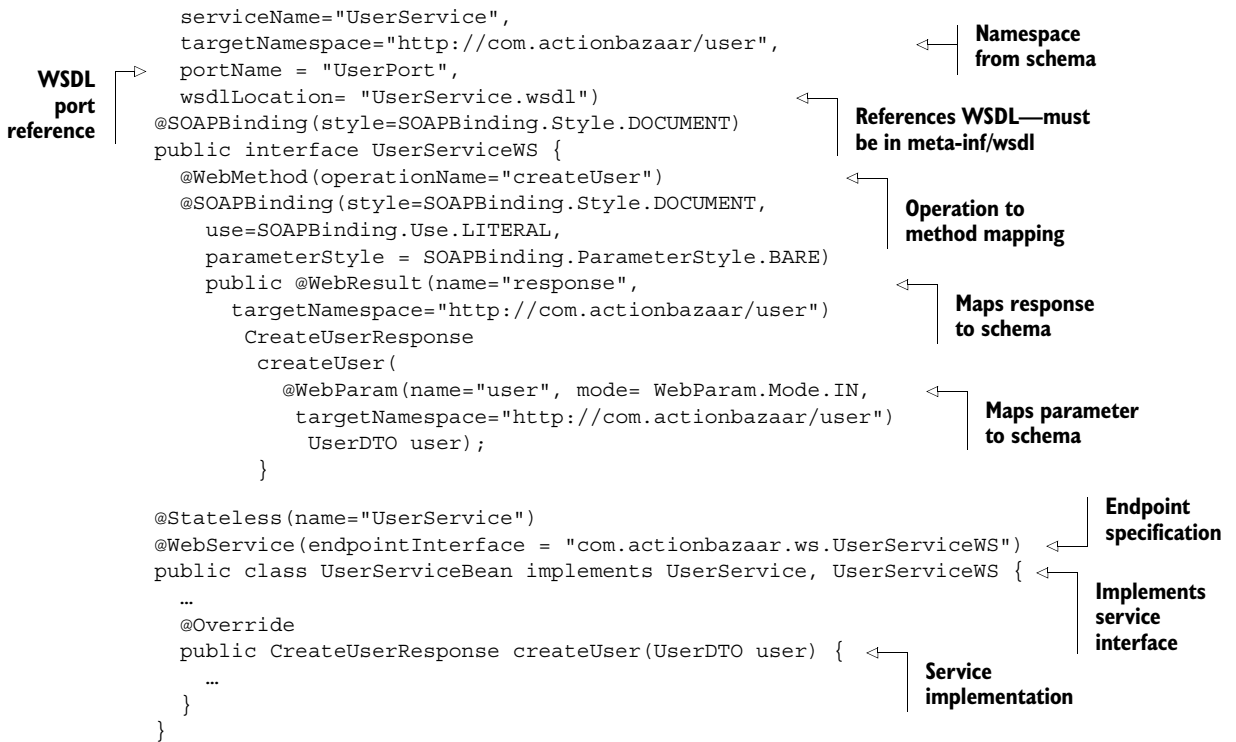 serviceName="UserService",
targetNamespace="http://com.actionbazaar/user",
Namespace
from schema
WSDL
port
reference
portName = "UserPort",
wsdlLocation= "UserService.wsdl")
References WSDL—must
be in meta-inf/wsdl
@SOAPBinding(style=SOAPBinding.Style.DOCUMENT)
public interface UserServiceWS {
@WebMethod(operationName="createUser")
Operation to
method mapping
@SOAPBinding(style=SOAPBinding.Style.DOCUMENT,
use=SOAPBinding.Use.LITERAL,
parameterStyle = SOAPBinding.ParameterStyle.BARE)
public @WebResult(name="response",
Maps response
to schema
targetNamespace="http://com.actionbazaar/user")
CreateUserResponse
createUser(
@WebParam(name="user", mode= WebParam.Mode.IN,
Maps parameter
to schema
targetNamespace="http://com.actionbazaar/user")
UserDTO user);
}
@Stateless(name="UserService")
@WebService(endpointInterface = "com.actionbazaar.ws.UserServiceWS")
Endpoint
specification
public class UserServiceBean implements UserService, UserServiceWS {
Implements
service
interface
…
@Override
public CreateUserResponse createUser(UserDTO user) {
Service
implementation
…
}
}